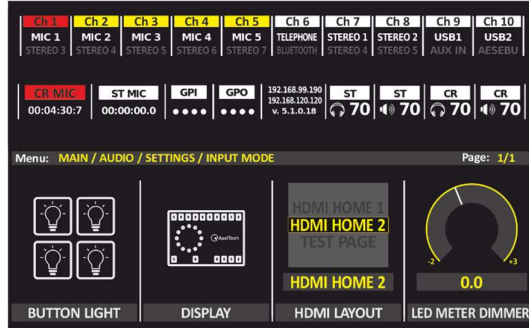 Ch 1 Ch 2 Ch 3 Ch 4 Ch 5 Ch 6 Ch 7 Ch 8 Ch 9 Ch 10
MIC 1 MIC 2 MIC 3 MIC 4 MIC 5 TELEPHONE STEREO 1 STEREO 2 USB1 USB2
STEREO 3 STEREO 4 STEREO 5 STEREO 6 STEREO 7 BLUETOOTH STEREO 4 STEREO 5 AUX IN AESEBU
CR MIC ST MIC GPI GPO 192.168.99.190 ST ST CR CR
192.168.120.120
00:04:30:7 00:00:00.0 v. 5.1.0.18 70 70 70 70
Menu: MAIN / AUDIO / SETTINGS / INPUT MODE Page: 1/1
HDMI HOME 1
HDMI HOME 2
TEST PAGE
AxelTech
-2 +3
HDMI HOME 2 0.0
BUTTON LIGHT DISPLAY HDMI LAYOUT LED METER DIMMER